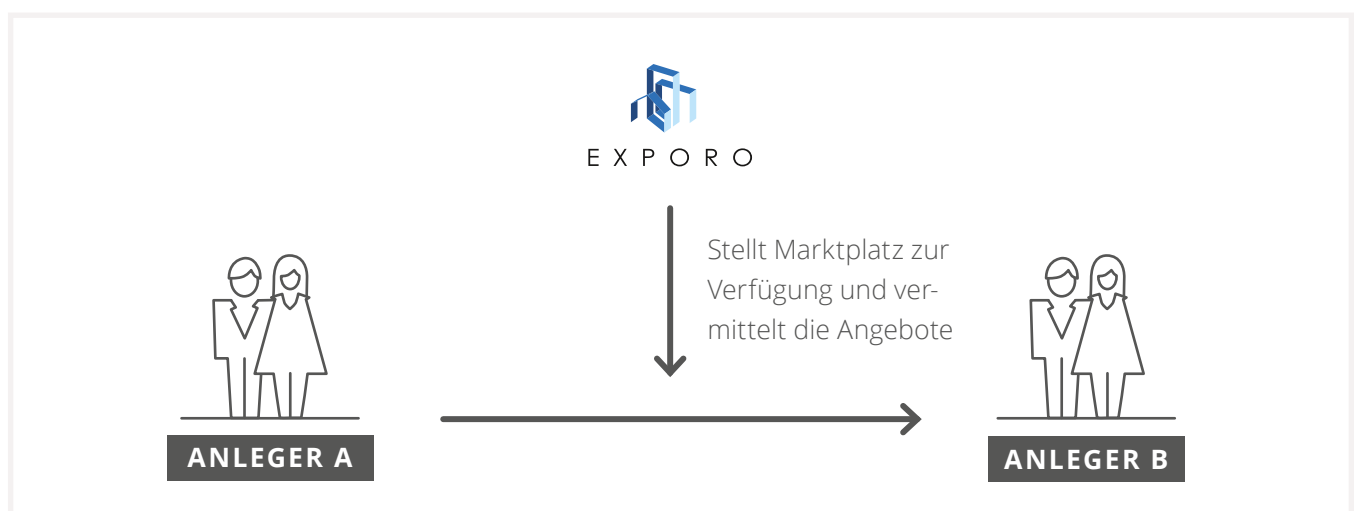 EXPORO
Stellt Marktplatz zur
Verfügung und ver-
mittelt die Angebote
ANLEGER A
ANLEGER B